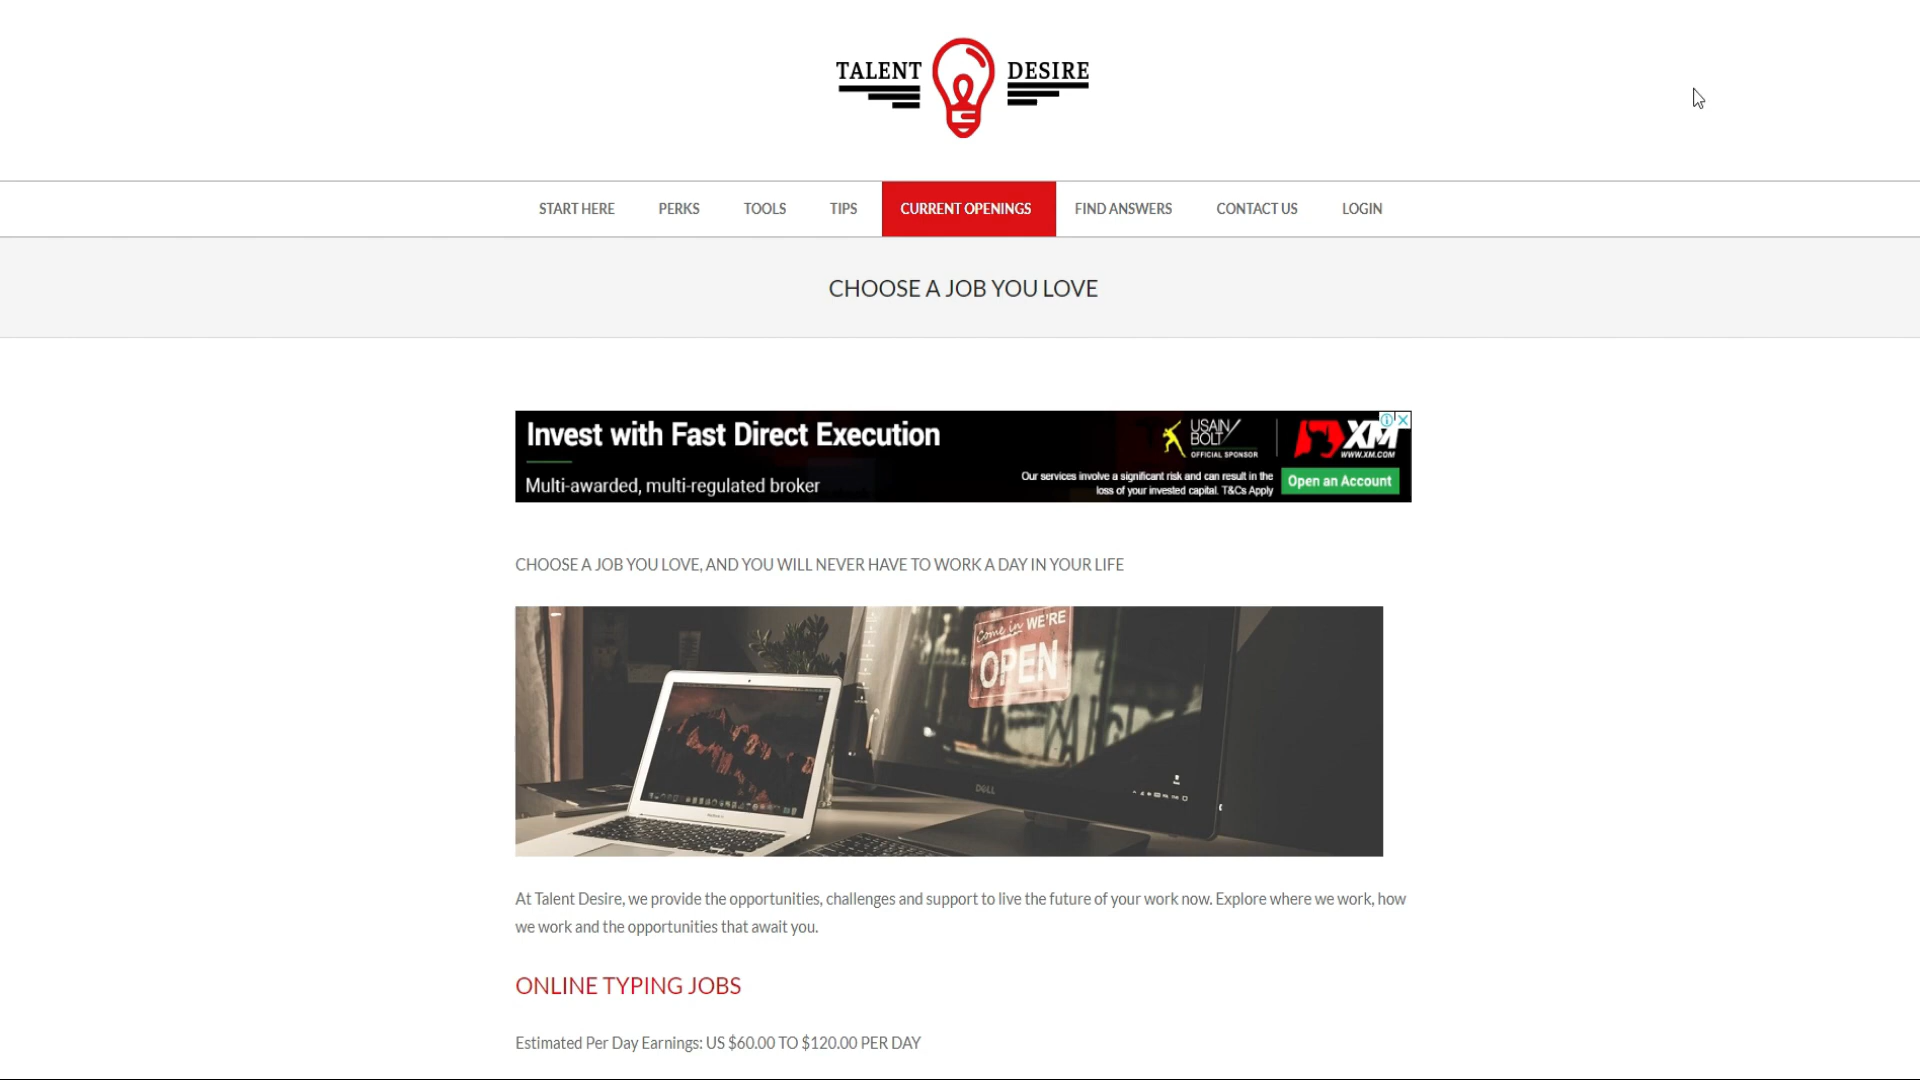 TALENT DESIRE
START HERE PERKS TOOLS TIPS CURRENT OPENINGS FIND ANSWERS CONTACT US LOGIN
CHOOSE A JOB YOU LOVE
Invest with Fast Direct Execution
Multi-awarded, multi-regulated broker
USAIN
BOLT
OFFICIAL SPONSOR
XM
WWW.XM.COM
Our services involve a significant risk and can result in the
loss of your invested capital. T&Cs Apply
Open an Account
CHOOSE A JOB YOU LOVE, AND YOU WILL NEVER HAVE TO WORK A DAY IN YOUR LIFE
Come in WE'RE
OPEN
DELL
At Talent Desire, we provide the opportunities, challenges and support to live the future of your work now. Explore where we work, how
we work and the opportunities that await you.
ONLINE TYPING JOBS
Estimated Per Day Earnings: US $60.00 TO $120.00 PER DAY